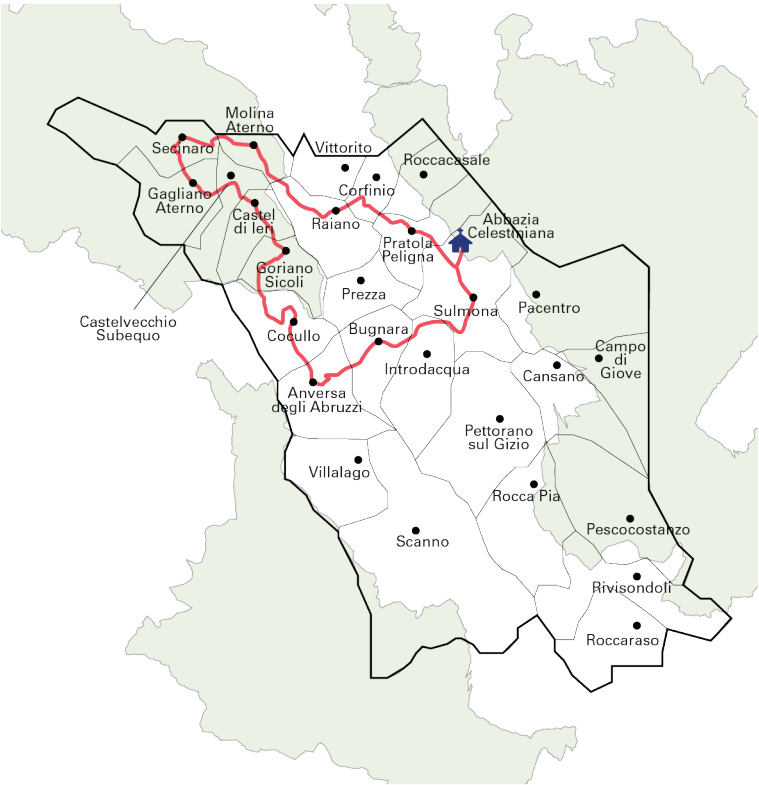 Molina
Aterno
Secinaro
Vittorito
Roccacasale
Corfinio
Gagliano
Aterno
Castel
di Ieri
Raiano
Abbazia
Celestiniana
Pratola
Peligna
Goriano
Sicoli
Prezza
Sulmona
Pacentro
Castelvecchio
Subequo
Cocullo
Bugnara
Introdacqua
Campo
di
Giove
Cansano
Anversa
degli Abruzzi
Pettorano
sul Gizio
Villalago
Rocca Pia
Pescocostanzo
Scanno
Rivisondoli
Roccaraso